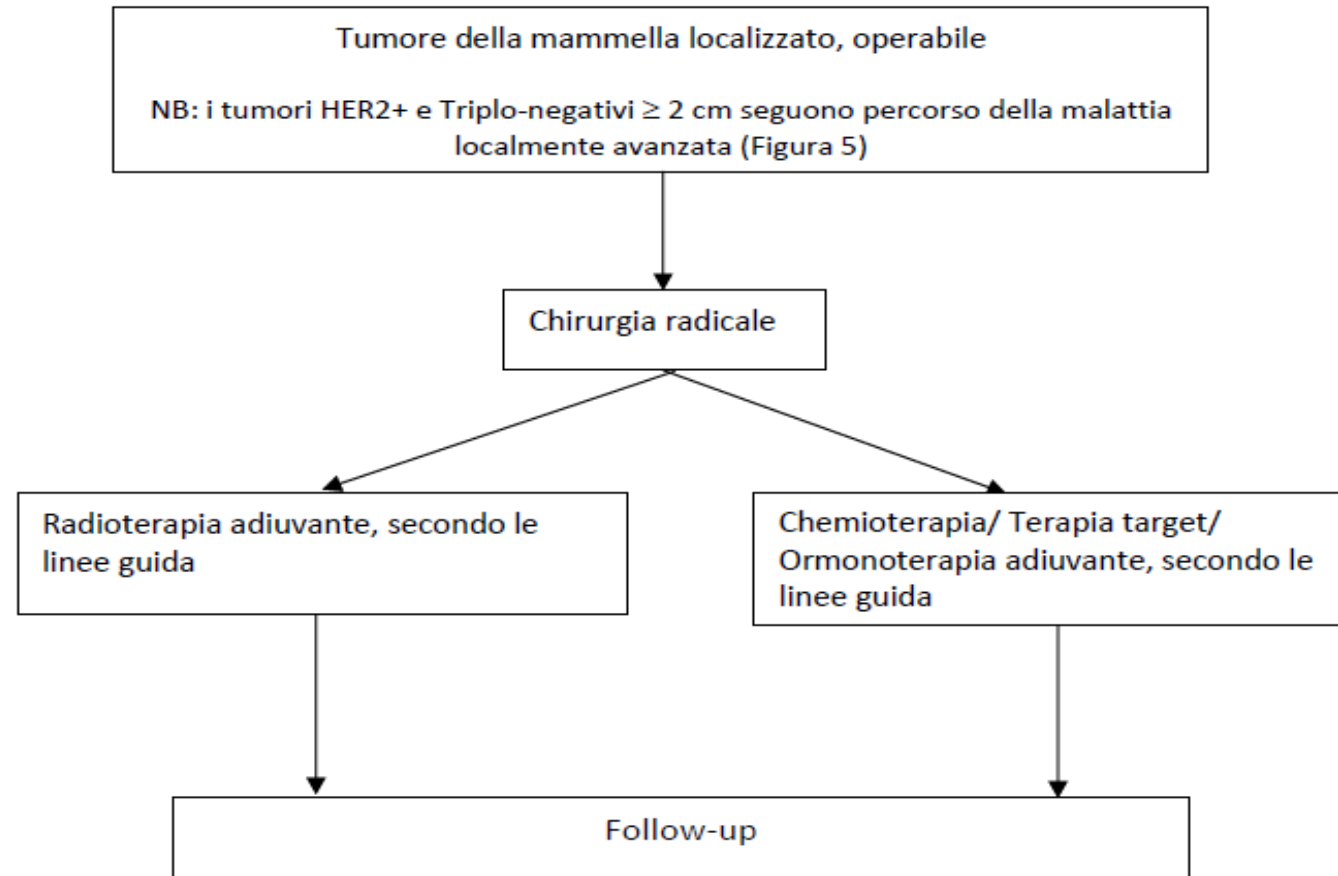 Tumore della mammella localizzato, operabile
NB: i tumori HER2+ e Triplo-negativi ≥ 2 cm seguono percorso della malattia
localmente avanzata (Figura 5)
Chirurgia radicale
Radioterapia adiuvante, secondo le
linee guida
Chemioterapia/ Terapia target/
Ormonoterapia adiuvante, secondo le
linee guida
Follow-up